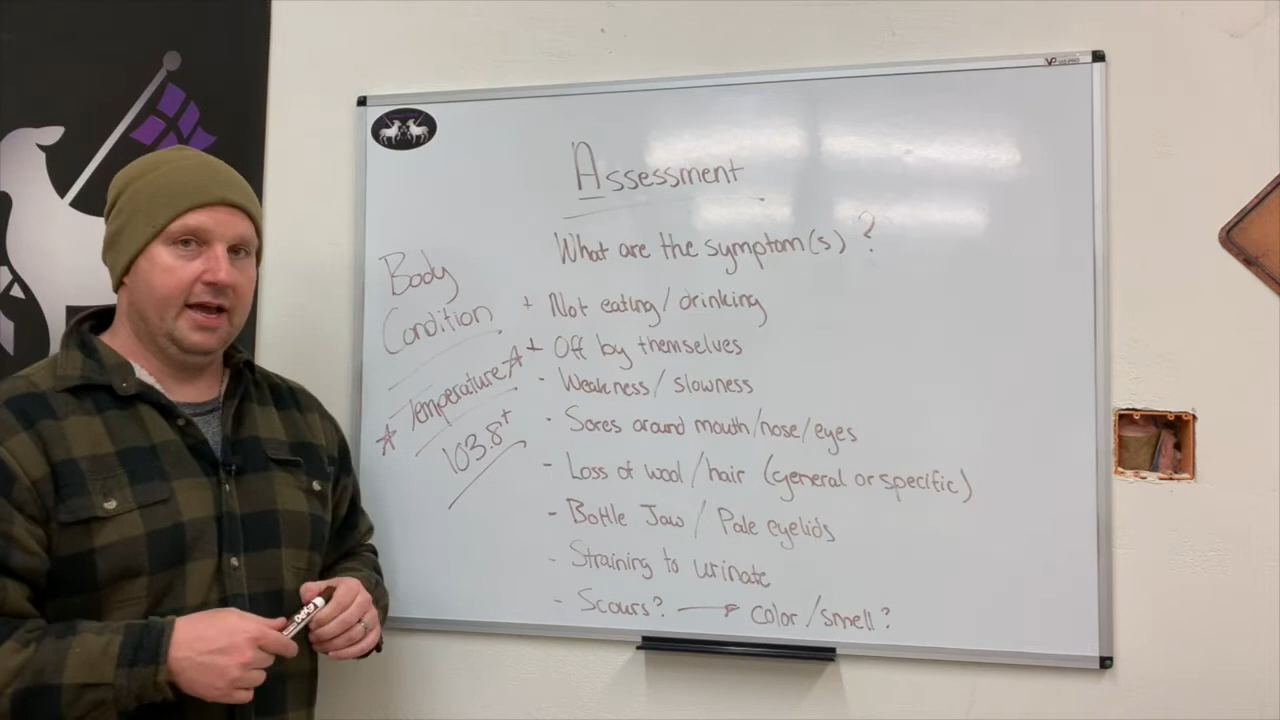 Assessment
What are the symptom(s) ?
Body
Condition
☆ Temperature ☆
103.8+
+ Not eating/drinking
+ Off by themselves
- Weakness/slowness
- Sores around mouth/nose/eyes
- Loss of wool/hair (general or specific)
- Bottle Jaw / Pale eyelids
- Straining to urinate
- Scours? → color/smell?